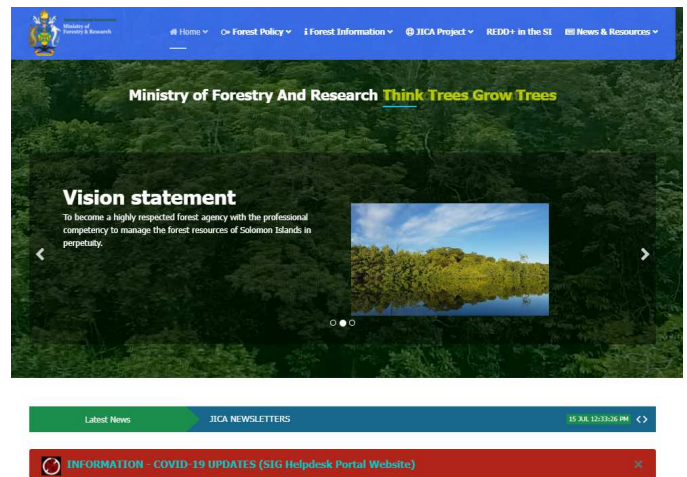 Ministry of
Forestry & Research
Home
Forest Policy
Forest Information
JICA Project
REDD+ in the SI
News & Resources
Ministry of Forestry And Research Think Trees Grow Trees
Vision statement
To become a highly respected forest agency with the professional
competency to manage the forest resources of Solomon Islands in
perpetuity.
Latest News
JICA NEWSLETTERS
15 JUL 12:33:26 PM
INFORMATION - COVID-19 UPDATES (SIG Helpdesk Portal Website)